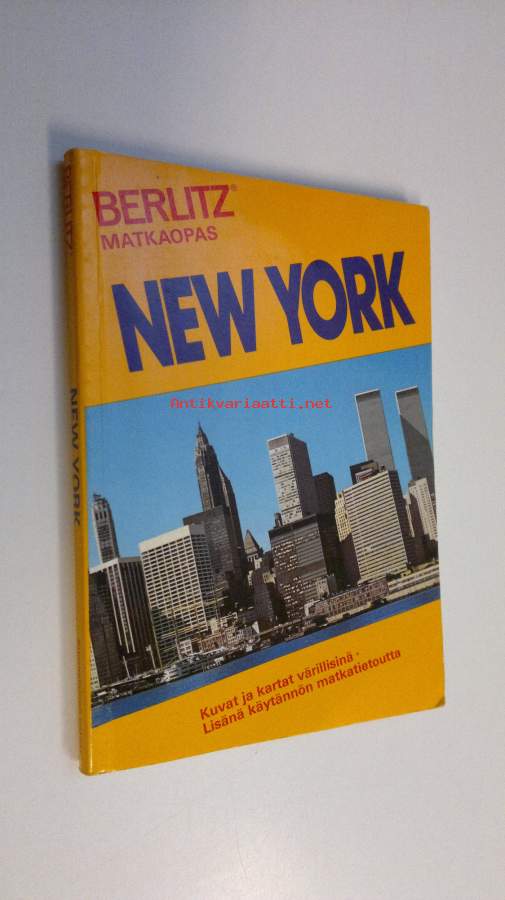 BERLITZ®
MATKAOPAS
NEW YORK
Antikvariaatti.net
Kuvat ja kartat värillisinä ·
Lisänä käytännön matkatietoutta
BERLITZ
NEW YORK